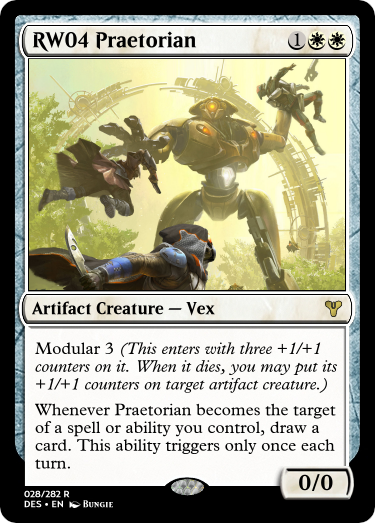 RW04 Praetorian 1
Artifact Creature — Vex
Modular 3 (This enters with three +1/+1
counters on it. When it dies, you may put its
+1/+1 counters on target artifact creature.)
Whenever Praetorian becomes the target
of a spell or ability you control, draw a
card. This ability triggers only once each
turn.
0/0
028/282 R
DES • EN Bungie